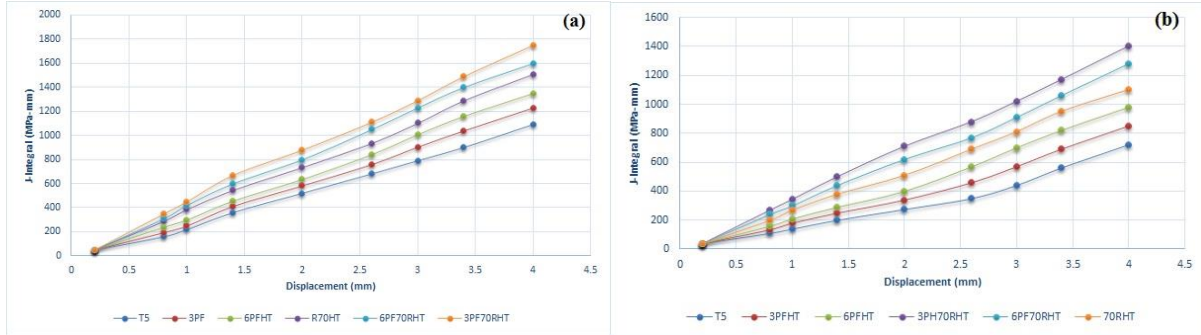 (a)
J-Integral (MPa-mm)
2000
1800
1600
1400
1200
1000
800
600
400
200
0
0 0.5 1 1.5 2 2.5 3 3.5 4 4.5
Displacement (mm)
T5 3PF 6PFHT R70HT 6PF70RHT 3PF70RHT
(b)
J-Integral (MPa-mm)
1600
1400
1200
1000
800
600
400
200
0
0 0.5 1 1.5 2 2.5 3 3.5 4 4.5
Displacement (mm)
T5 3PFHT 6PFHT 3PH70RHT 6PF70RHT 70RHT